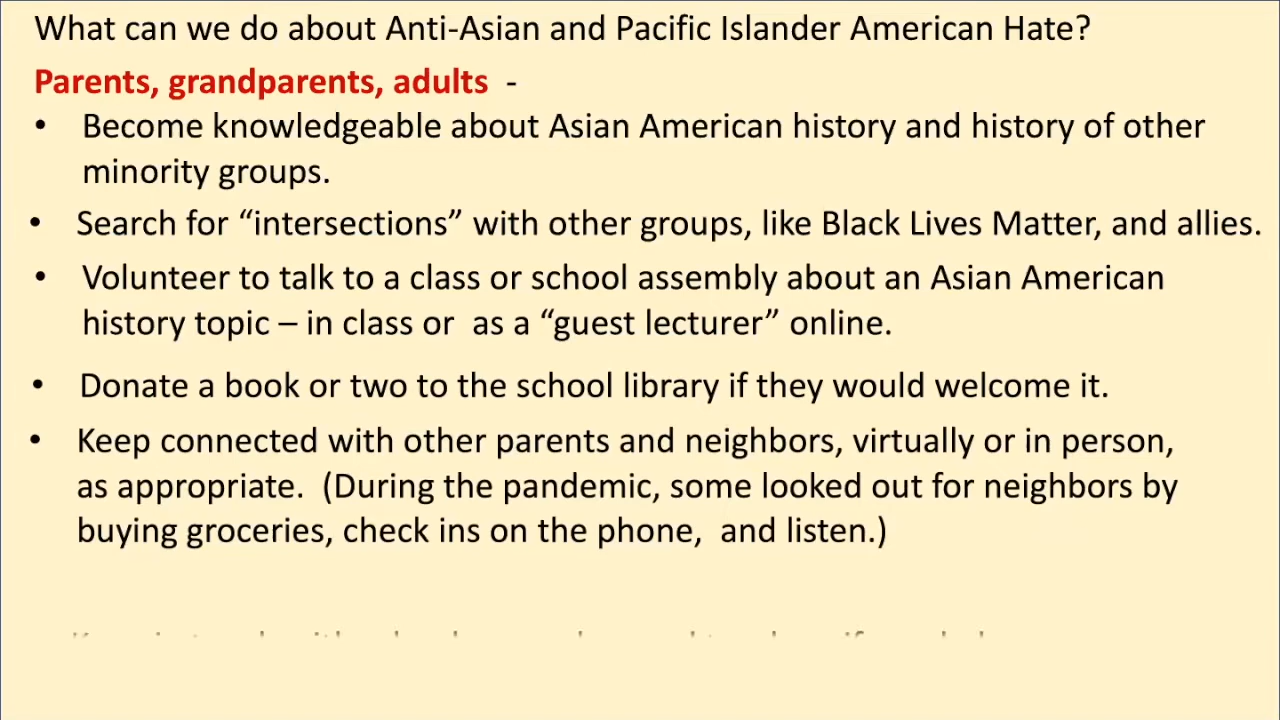 What can we do about Anti-Asian and Pacific Islander American Hate?
Parents, grandparents, adults  -
• Become knowledgeable about Asian American history and history of other
minority groups.
• Search for “intersections” with other groups, like Black Lives Matter, and allies.
• Volunteer to talk to a class or school assembly about an Asian American
history topic – in class or  as a “guest lecturer” online.
• Donate a book or two to the school library if they would welcome it.
• Keep connected with other parents and neighbors, virtually or in person,
as appropriate.  (During the pandemic, some looked out for neighbors by
buying groceries, check ins on the phone,  and listen.)